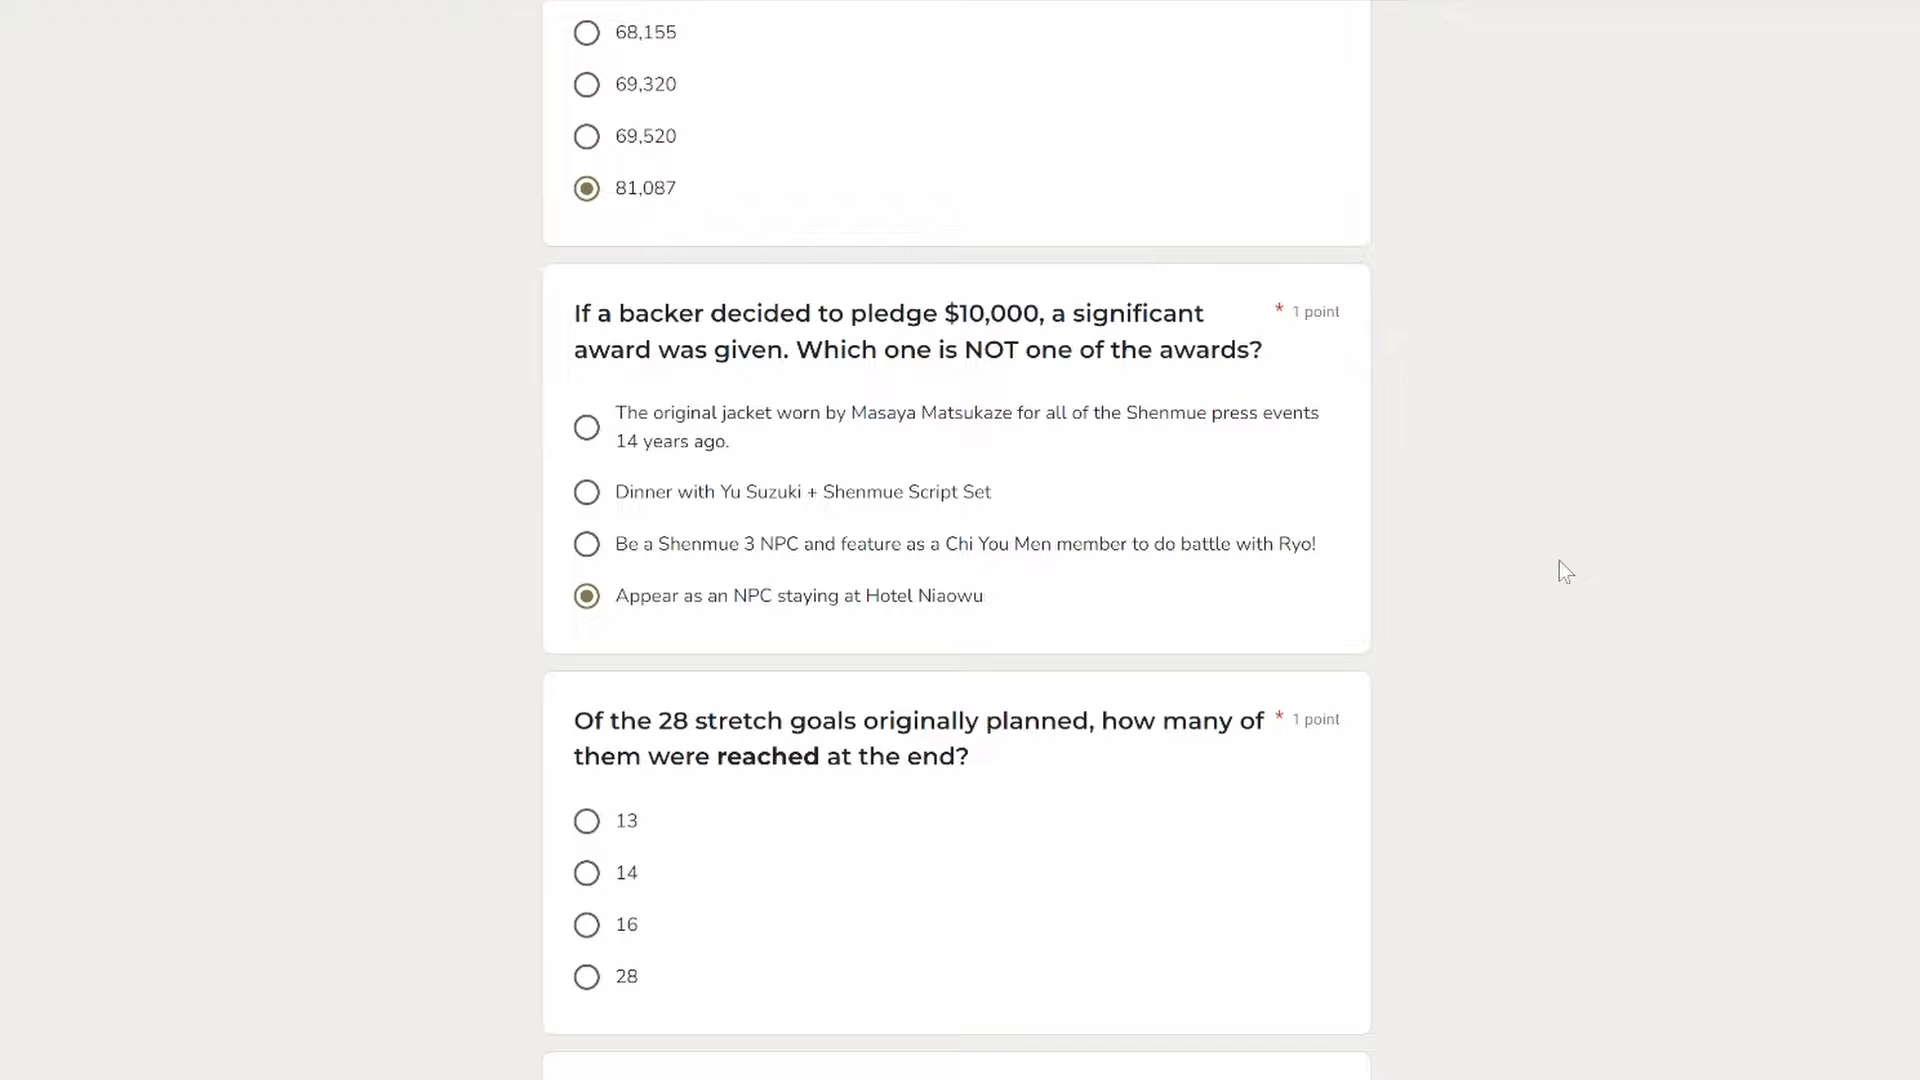 68,155
69,320
69,520
81,087
If a backer decided to pledge $10,000, a significant
award was given. Which one is NOT one of the awards?
* 1 point
The original jacket worn by Masaya Matsukaze for all of the Shenmue press events
14 years ago.
Dinner with Yu Suzuki + Shenmue Script Set
Be a Shenmue 3 NPC and feature as a Chi You Men member to do battle with Ryo!
Appear as an NPC staying at Hotel Niaowu
Of the 28 stretch goals originally planned, how many of
them were reached at the end?
* 1 point
13
14
16
28